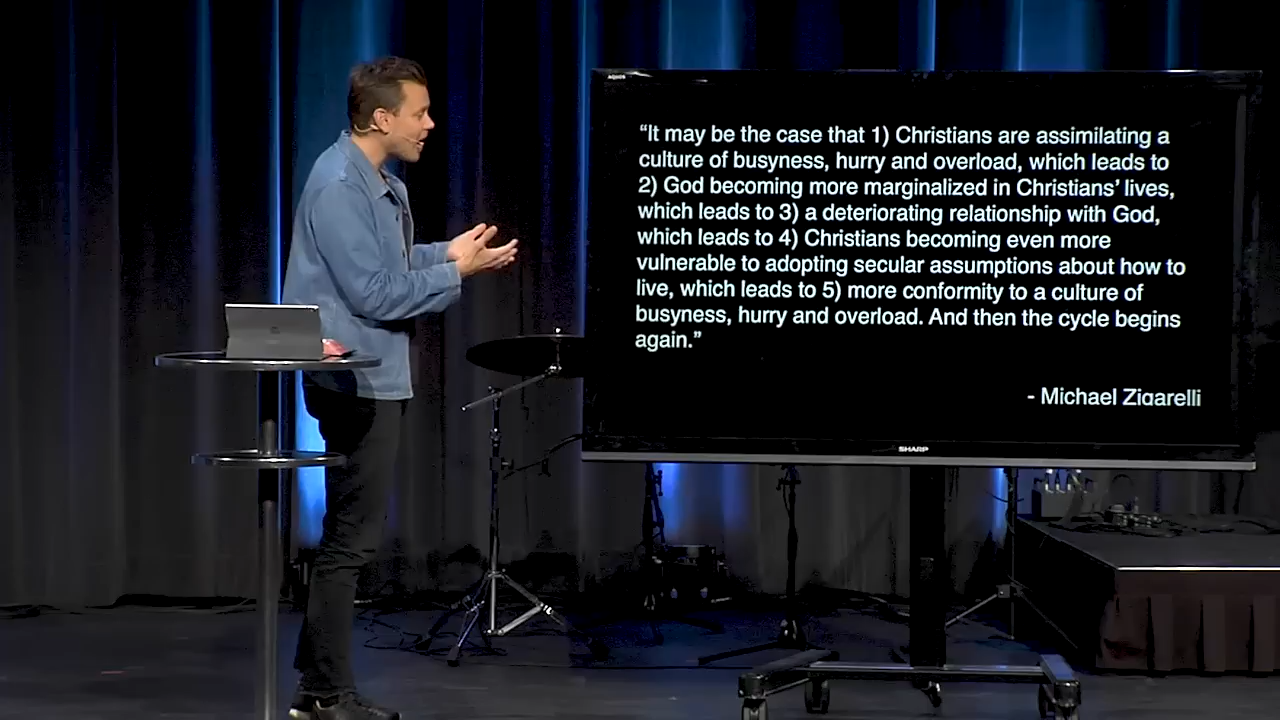 AQUOS
“It may be the case that 1) Christians are assimilating a
culture of busyness, hurry and overload, which leads to
2) God becoming more marginalized in Christians’ lives,
which leads to 3) a deteriorating relationship with God,
which leads to 4) Christians becoming even more
vulnerable to adopting secular assumptions about how to
live, which leads to 5) more conformity to a culture of
busyness, hurry and overload. And then the cycle begins
again.”
- Michael Zigarelli
SHARP